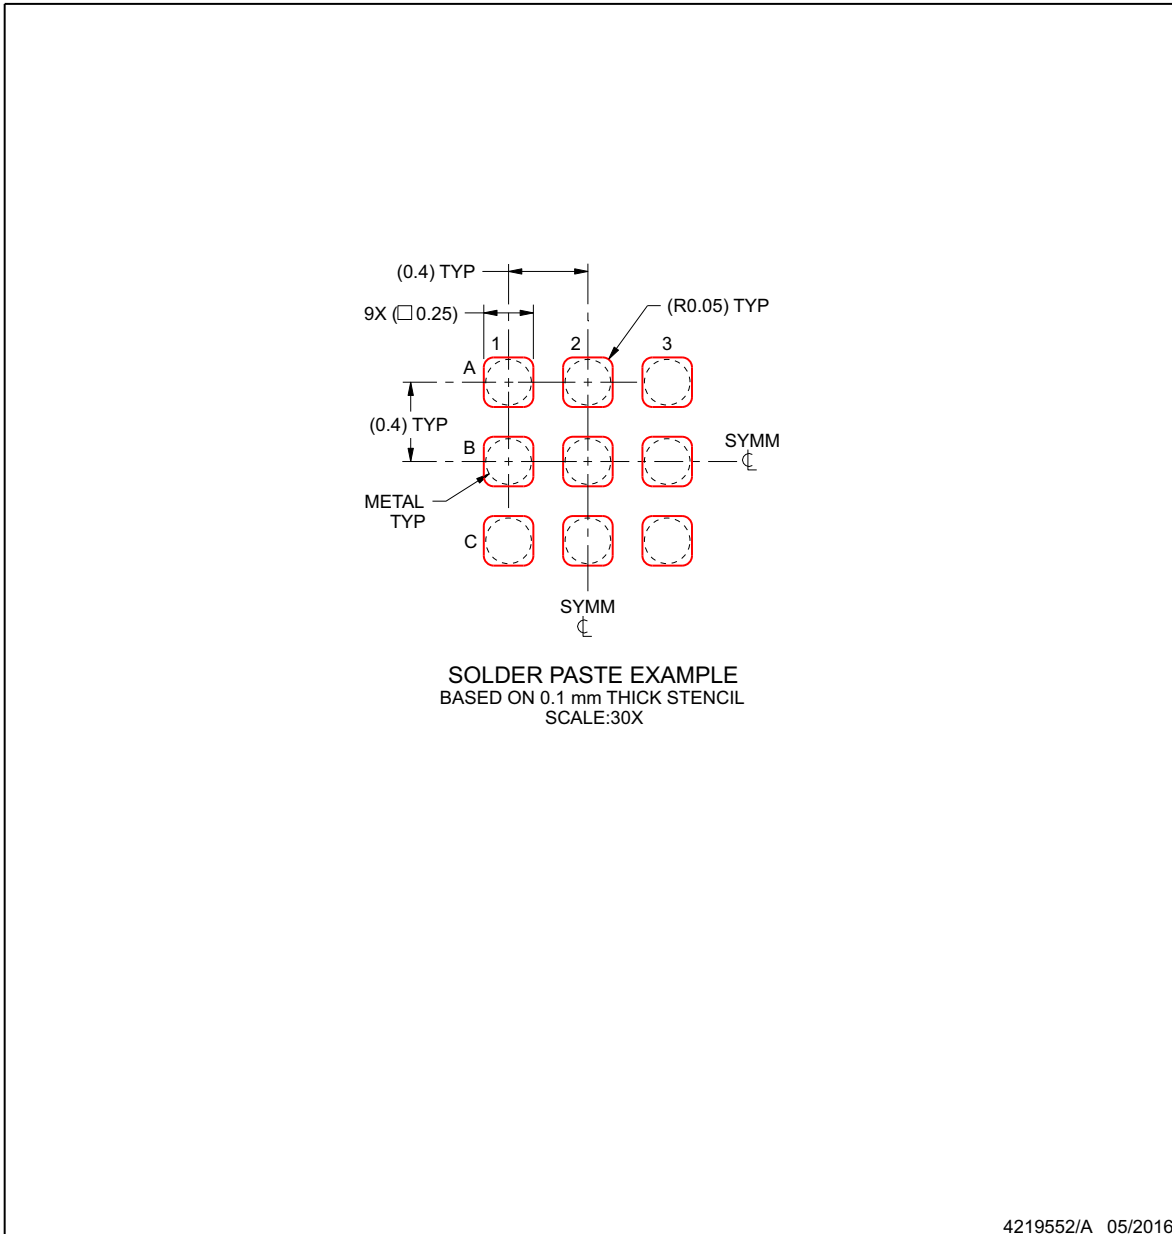 (0.4) TYP
9X (□ 0.25)
(R0.05) TYP
1
2
3
A
(0.4) TYP
B
SYMM
℄
METAL
TYP
C
SYMM
℄
SOLDER PASTE EXAMPLE
BASED ON 0.1 mm THICK STENCIL
SCALE:30X
4219552/A 05/2016